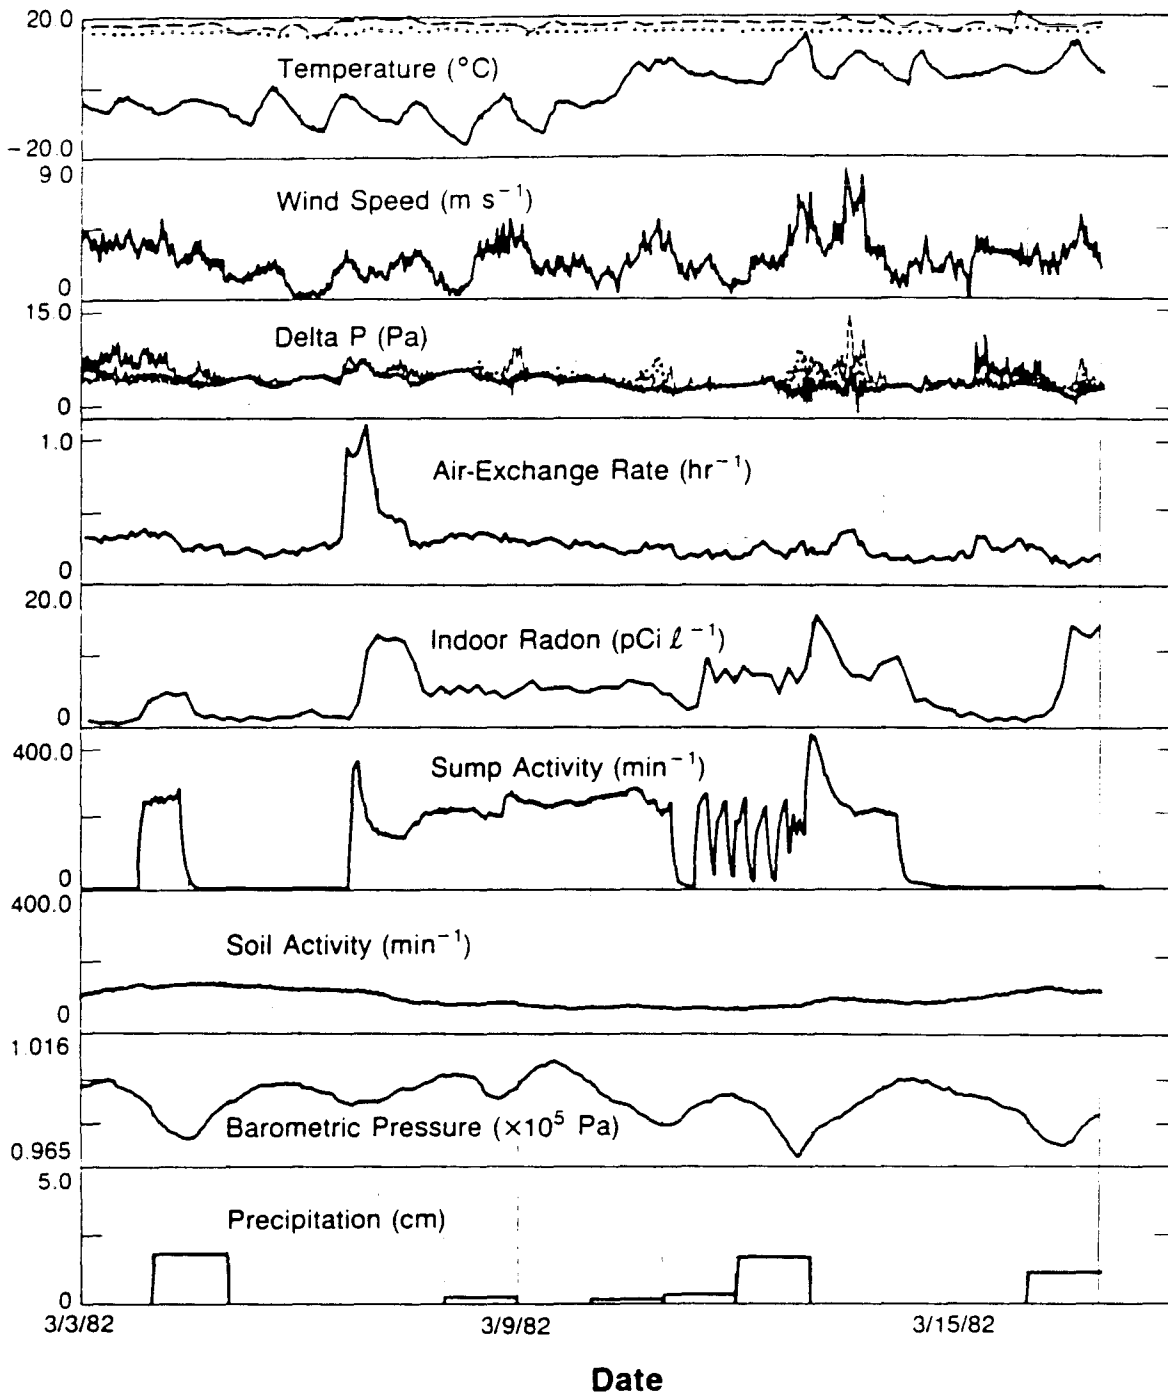 20.0
Temperature (°C)
−20.0
9.0
Wind Speed (m s⁻¹)
0
15.0
Delta P (Pa)
0
1.0
Air-Exchange Rate (hr⁻¹)
0
20.0
Indoor Radon (pCi ℓ⁻¹)
0
400.0
Sump Activity (min⁻¹)
0
400.0
Soil Activity (min⁻¹)
0
1.016
Barometric Pressure (×10⁵ Pa)
0.965
5.0
Precipitation (cm)
0
3/3/82 3/9/82 3/15/82
Date